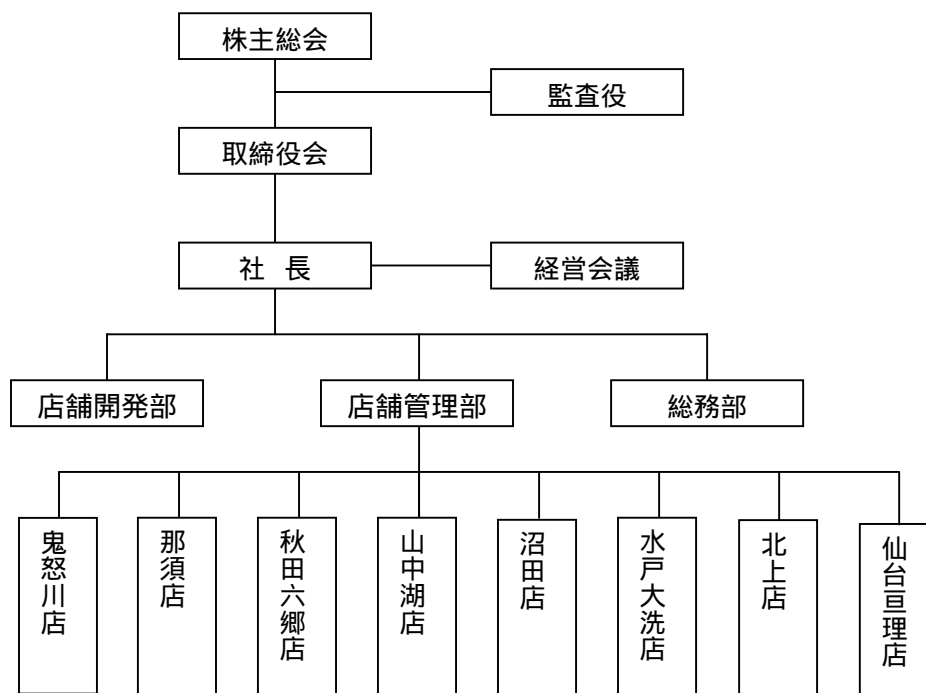 株主総会
監査役
取締役会
社 長
経営会議
店舗開発部
店舗管理部
総務部
鬼怒川店
那須店
秋田六郷店
山中湖店
沼田店
水戸大洗店
北上店
仙台亘理店